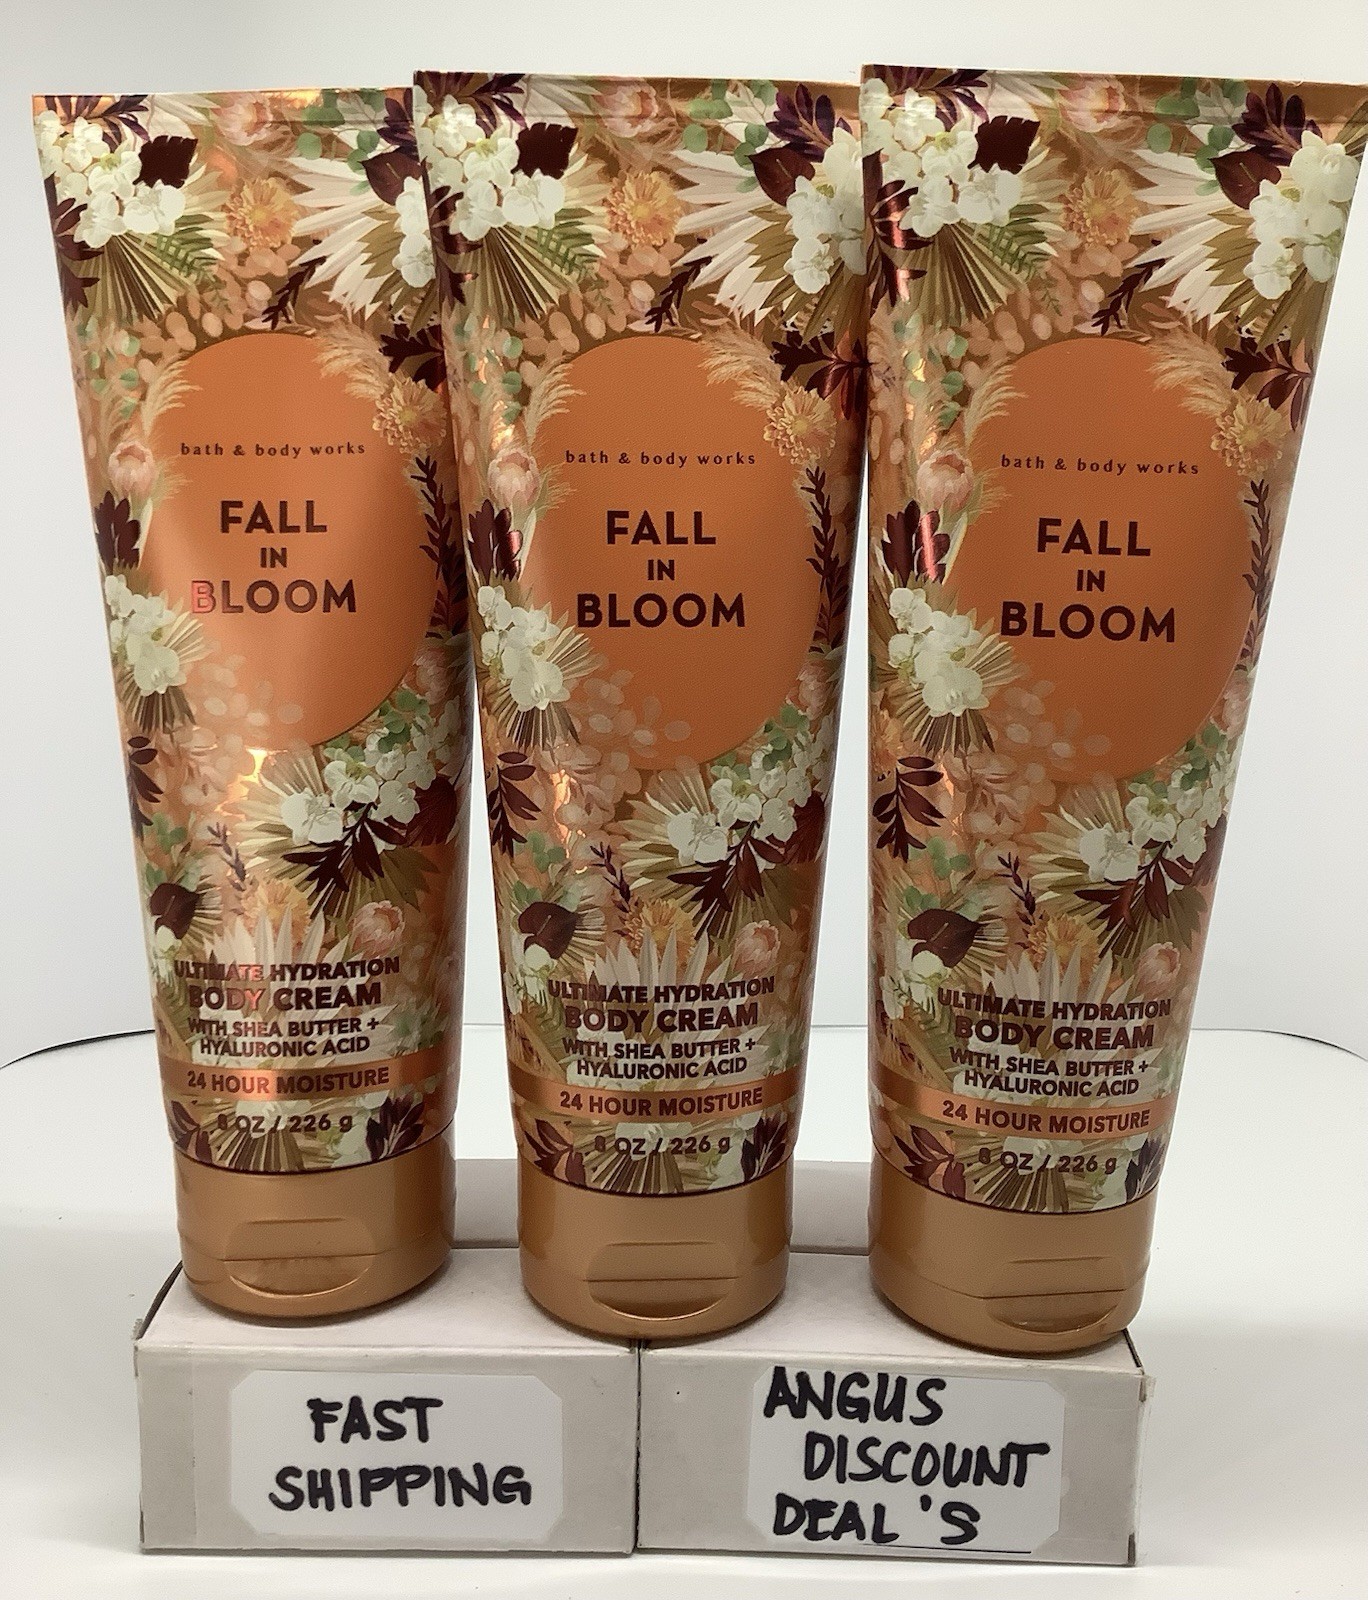 bath & body works
FALL
IN
BLOOM
ULTIMATE HYDRATION
BODY CREAM
WITH SHEA BUTTER +
HYALURONIC ACID
24 HOUR MOISTURE
8 OZ / 226 g
bath & body works
FALL
IN
BLOOM
ULTIMATE HYDRATION
BODY CREAM
WITH SHEA BUTTER +
HYALURONIC ACID
24 HOUR MOISTURE
8 OZ / 226 g
bath & body works
FALL
IN
BLOOM
ULTIMATE HYDRATION
BODY CREAM
WITH SHEA BUTTER +
HYALURONIC ACID
24 HOUR MOISTURE
8 OZ / 226 g
FAST
SHIPPING
ANGUS
DISCOUNT
DEAL'S